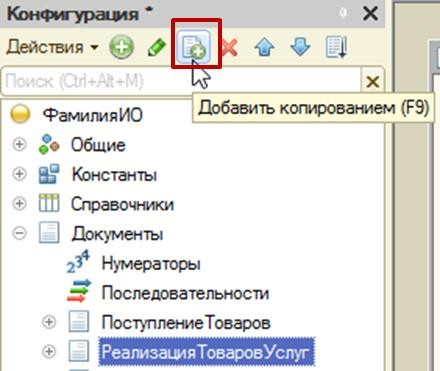 Конфигурация *
Действия
Поиск (Ctrl+Alt+M)
Добавить копированием (F9)
ФамилияИО
Общие
Константы
Справочники
Документы
Нумераторы
Последовательности
ПоступлениеТоваров
РеализацияТоваровУслуг